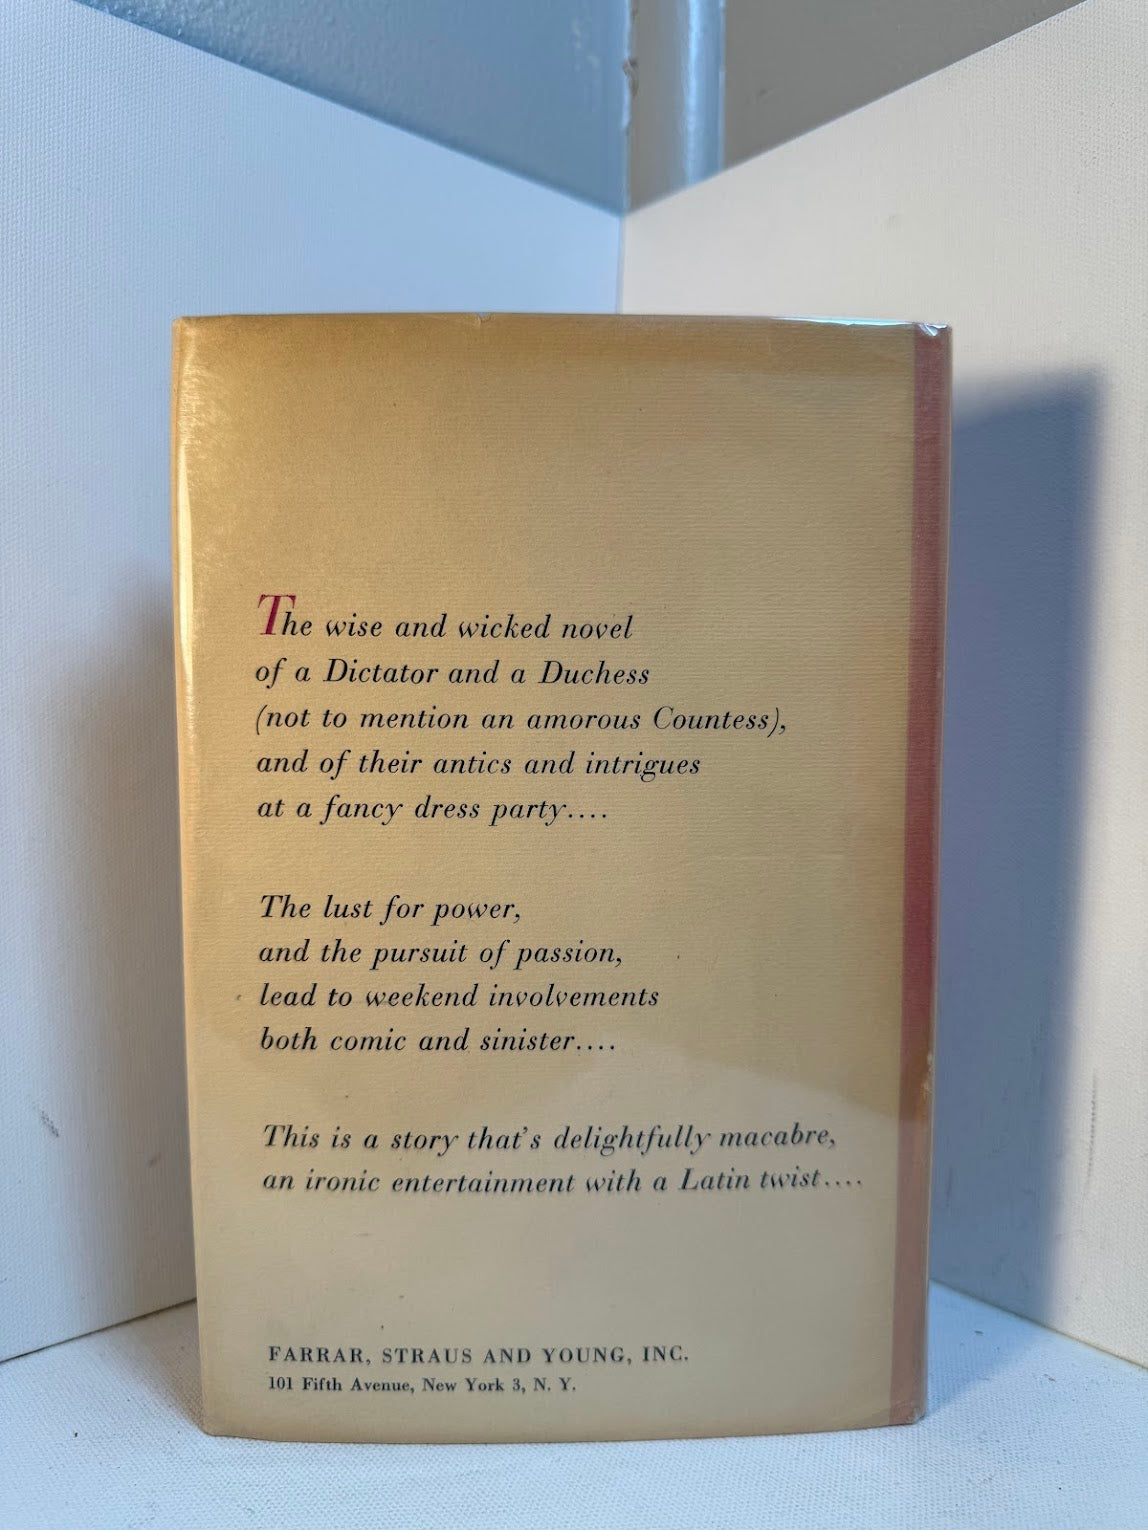 The wise and wicked novel
of a Dictator and a Duchess
(not to mention an amorous Countess),
and of their antics and intrigues
at a fancy dress party....
The lust for power,
and the pursuit of passion,
lead to weekend involvements
both comic and sinister....
This is a story that's delightfully macabre,
an ironic entertainment with a Latin twist....
FARRAR, STRAUS AND YOUNG, INC.
101 Fifth Avenue, New York 3, N. Y.